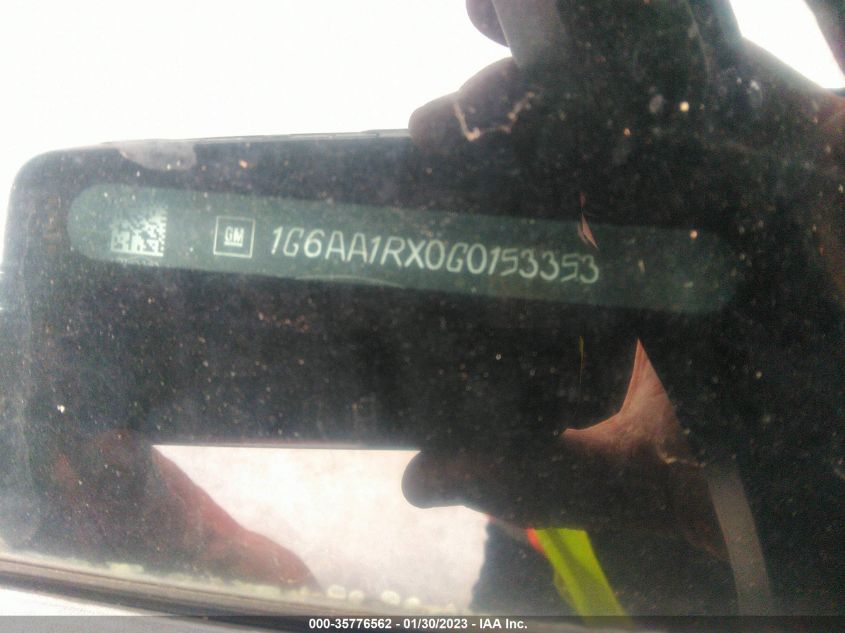 GM 1G6AA1RX0G0153353
000-35776562 - 01/30/2023 - IAA Inc.